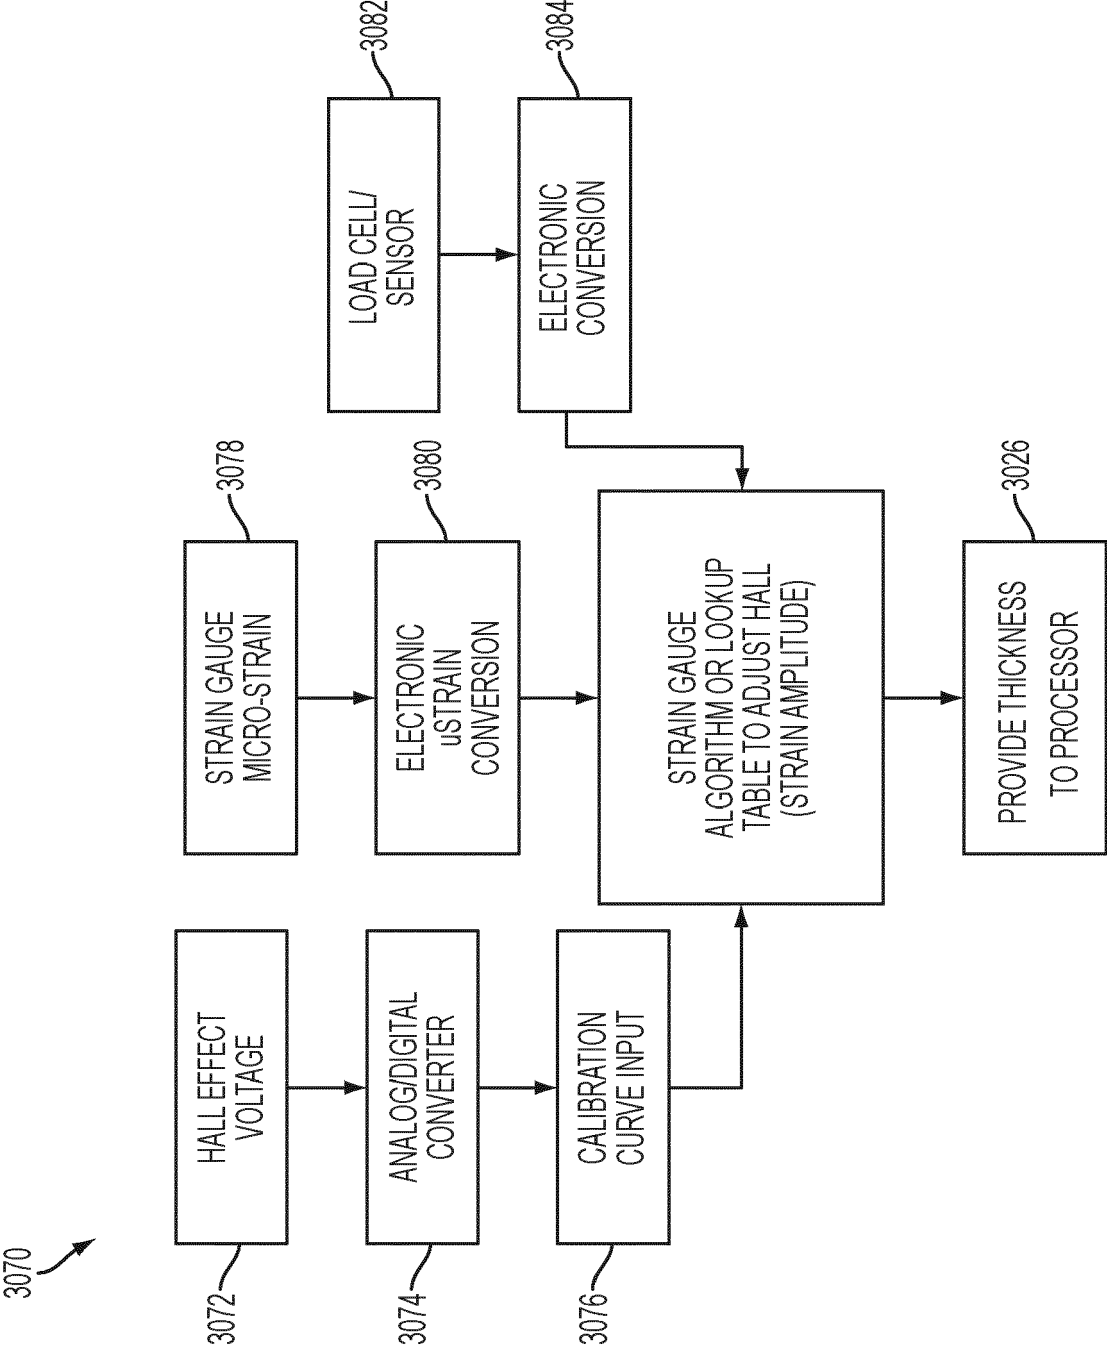 3070
3072
HALL EFFECT
VOLTAGE
3074
ANALOG/DIGITAL
CONVERTER
3076
CALIBRATION
CURVE INPUT
3078
STRAIN GAUGE
MICRO-STRAIN
3080
ELECTRONIC
uSTRAIN
CONVERSION
3082
LOAD CELL/
SENSOR
3084
ELECTRONIC
CONVERSION
STRAIN GAUGE
ALGORITHM OR LOOKUP
TABLE TO ADJUST HALL
(STRAIN AMPLITUDE)
3026
PROVIDE THICKNESS
TO PROCESSOR